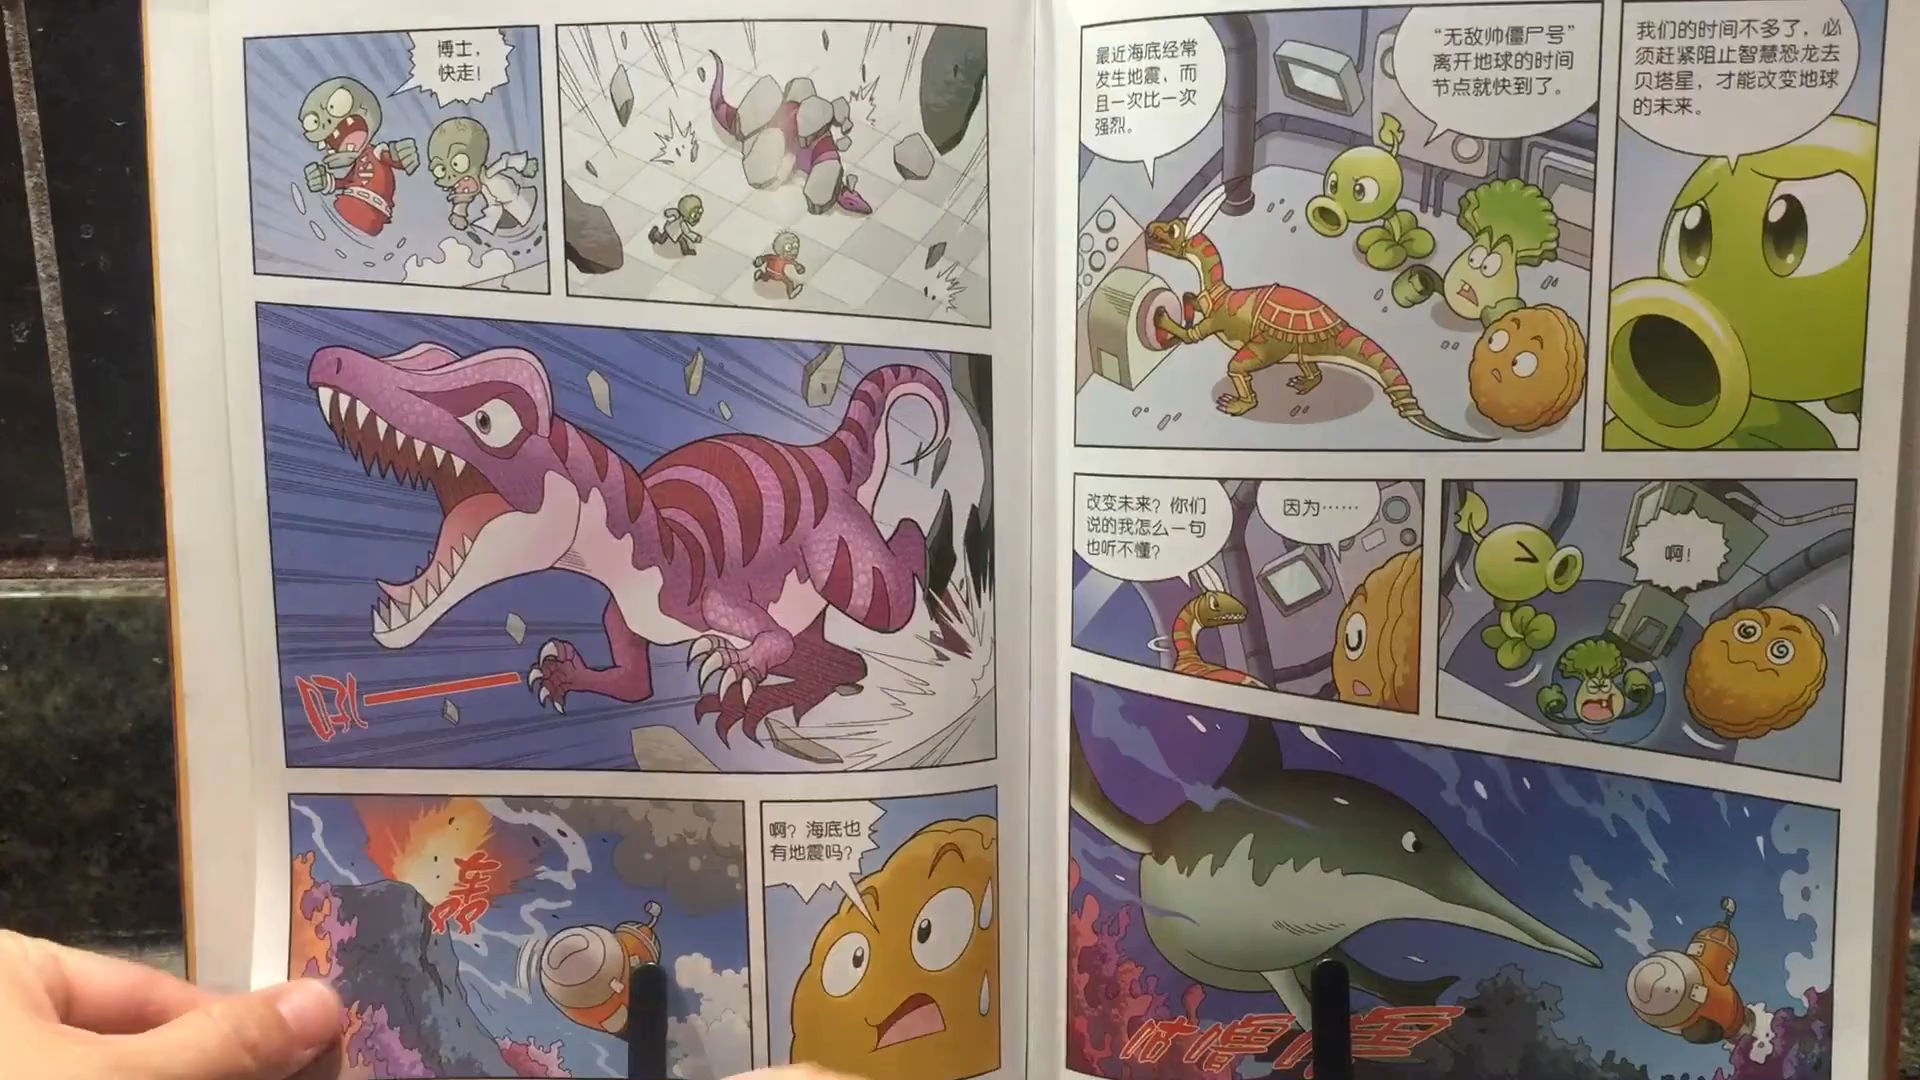 博士，
快走！
啊？海底也
有地震吗？
最近海底经常
发生地震，而
且一次比一次
强烈。
“无敌帅僵尸号”
离开地球的时间
节点就快到了。
我们的时间不多了，必
须赶紧阻止智慧恐龙去
贝塔星，才能改变地球
的未来。
改变未来？你们
说的我怎么一句
也听不懂？
因为……
啊！
咕噜